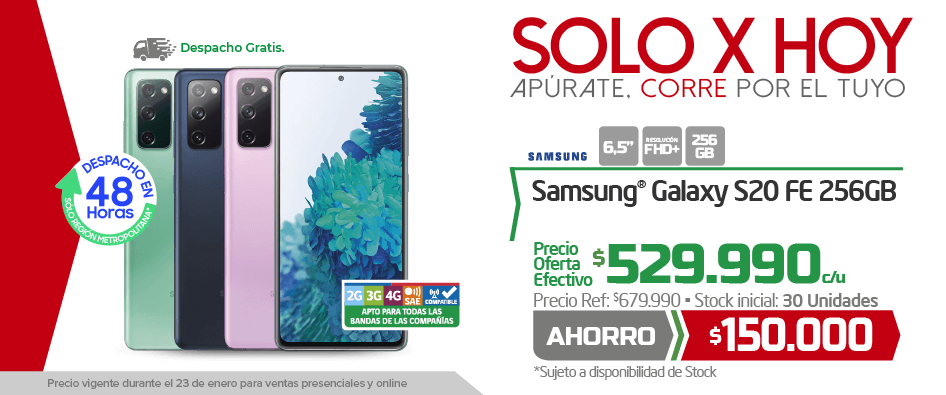 Despacho Gratis.
DESPACHO EN
48
Horas
SÓLO REGIÓN METROPOLITANA*
2G 3G 4G SAE COMPATIBLE
APTO PARA TODAS LAS
BANDAS DE LAS COMPAÑÍAS
Precio vigente durante el 23 de enero para ventas presenciales y online
SOLO X HOY
APÚRATE, CORRE POR EL TUYO
SAMSUNG
6,5”
RESOLUCIÓN
FHD+
256
GB
Samsung® Galaxy S20 FE 256GB
Precio
Oferta
Efectivo
$529.990 c/u
Precio Ref: $679.990 ▪ Stock inicial: 30 Unidades
AHORRO $150.000
*Sujeto a disponibilidad de Stock